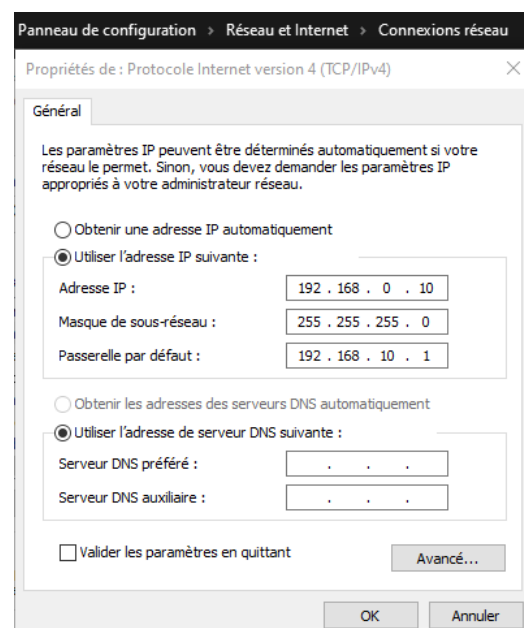 Panneau de configuration > Réseau et Internet > Connexions réseau
Propriétés de : Protocole Internet version 4 (TCP/IPv4)
Général
Les paramètres IP peuvent être déterminés automatiquement si votre
réseau le permet. Sinon, vous devez demander les paramètres IP
appropriés à votre administrateur réseau.
Obtenir une adresse IP automatiquement
Utiliser l'adresse IP suivante :
Adresse IP : 192 . 168 . 0 . 10
Masque de sous-réseau : 255 . 255 . 255 . 0
Passerelle par défaut : 192 . 168 . 10 . 1
Obtenir les adresses des serveurs DNS automatiquement
Utiliser l'adresse de serveur DNS suivante :
Serveur DNS préféré : . . .
Serveur DNS auxiliaire : . . .
Valider les paramètres en quittant
Avancé...
OK Annuler